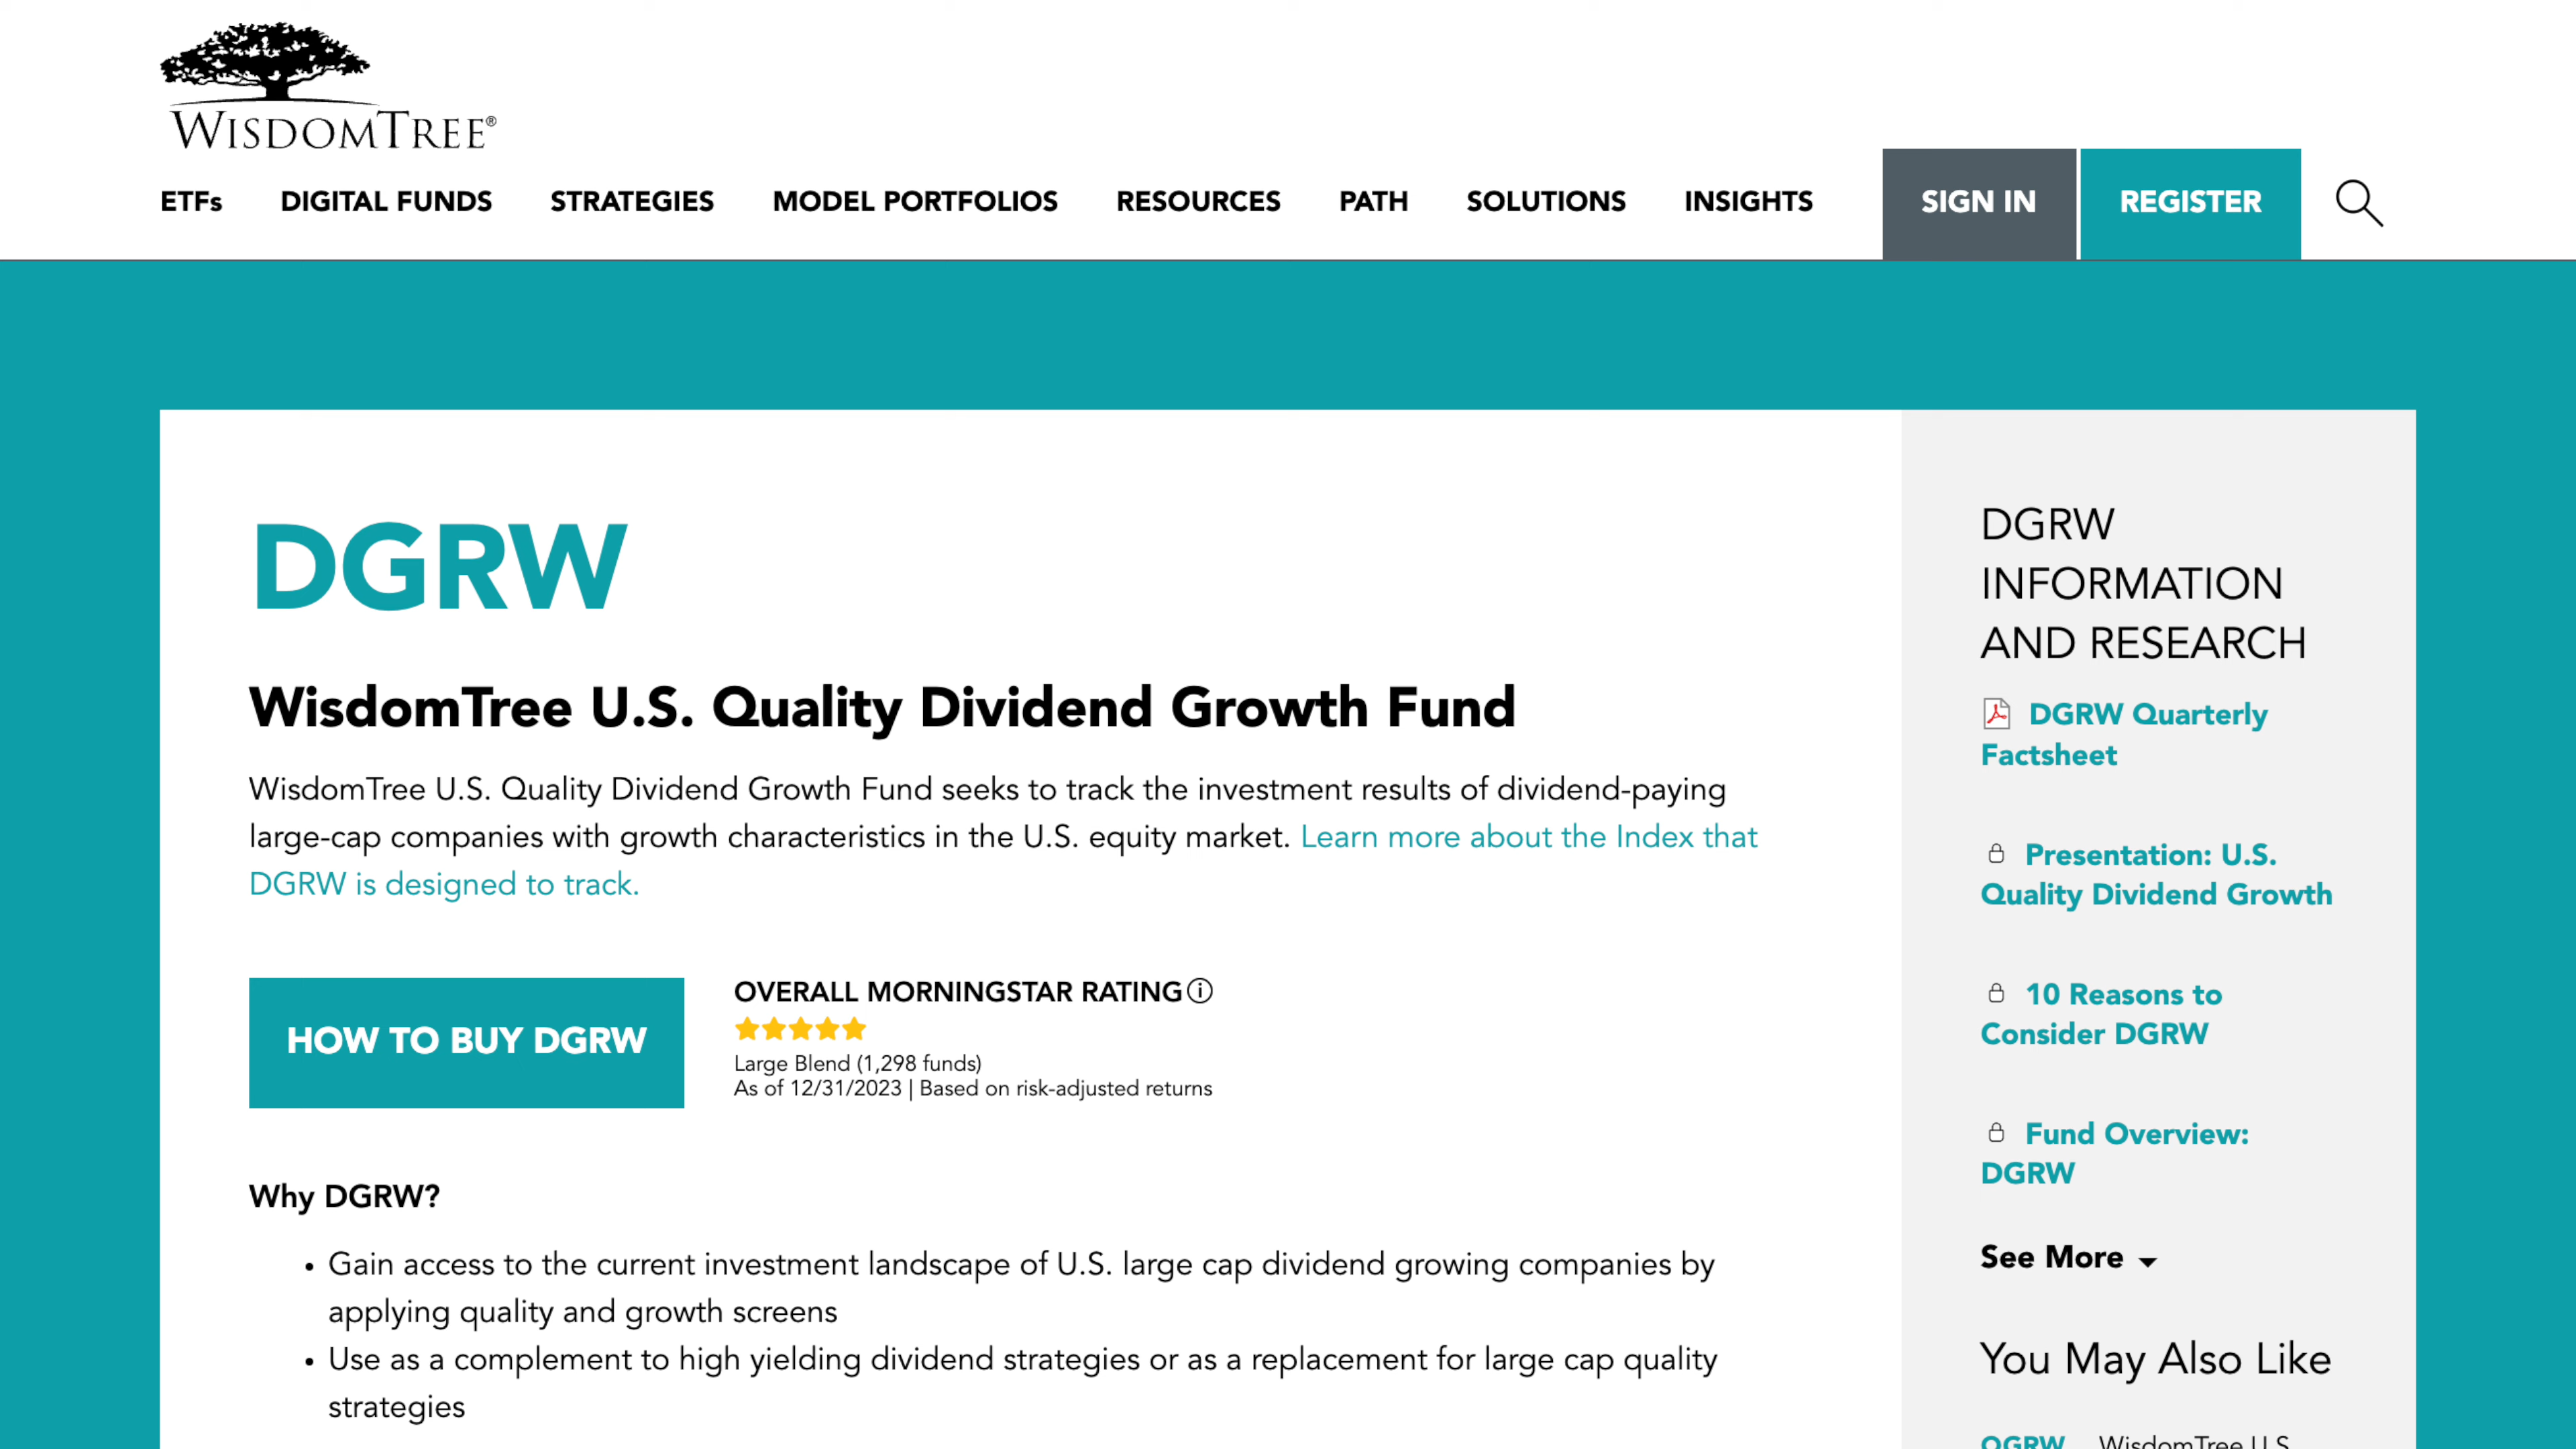 WISDOMTREE®
ETFs DIGITAL FUNDS STRATEGIES MODEL PORTFOLIOS RESOURCES PATH SOLUTIONS INSIGHTS SIGN IN REGISTER
DGRW
WisdomTree U.S. Quality Dividend Growth Fund
WisdomTree U.S. Quality Dividend Growth Fund seeks to track the investment results of dividend-paying
large-cap companies with growth characteristics in the U.S. equity market. Learn more about the Index that
DGRW is designed to track.
HOW TO BUY DGRW
OVERALL MORNINGSTAR RATING
Large Blend (1,298 funds)
As of 12/31/2023 | Based on risk-adjusted returns
Why DGRW?
• Gain access to the current investment landscape of U.S. large cap dividend growing companies by
applying quality and growth screens
• Use as a complement to high yielding dividend strategies or as a replacement for large cap quality
strategies
DGRW
INFORMATION
AND RESEARCH
DGRW Quarterly
Factsheet
Presentation: U.S.
Quality Dividend Growth
10 Reasons to
Consider DGRW
Fund Overview:
DGRW
See More
You May Also Like
QGRW WisdomTree U.S.